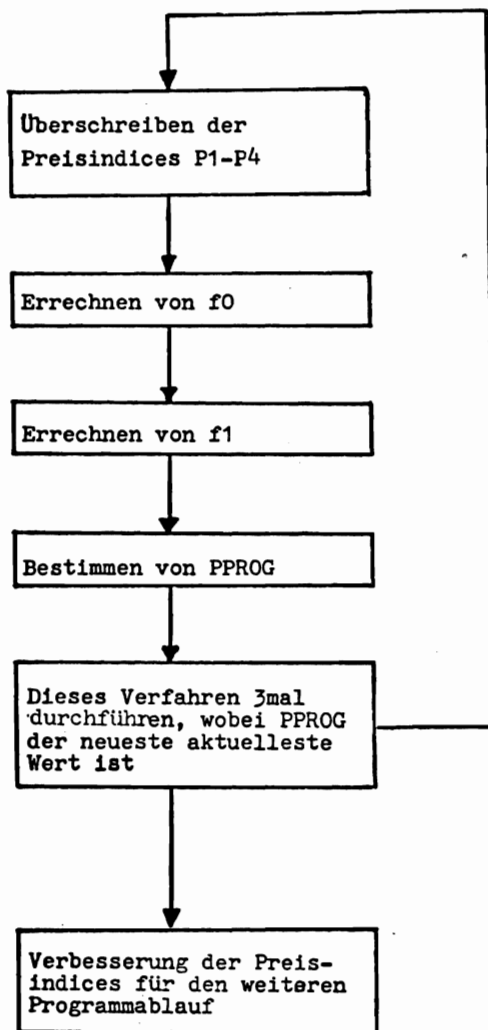 Überschreiben der
Preisindices P1-P4
Errechnen von f0
Errechnen von f1
Bestimmen von PPROG
Dieses Verfahren 3mal
durchführen, wobei PPROG
der neueste aktuelleste
Wert ist
Verbesserung der Preis-
indices für den weiteren
Programmablauf